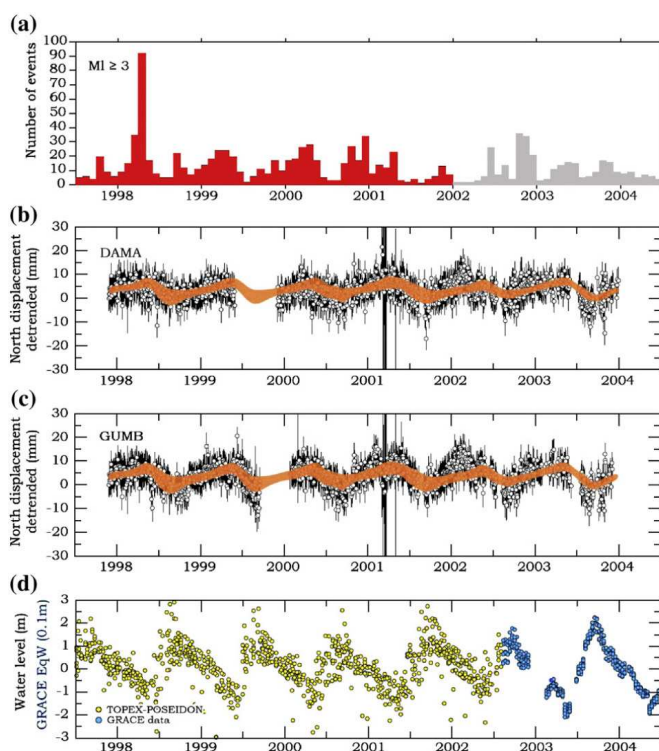 (a)
Number of events
100
90
80
70
60
50
40
30
20
10
0
Ml ≥ 3
1998 1999 2000 2001 2002 2003 2004
(b)
North displacement
detrended (mm)
30
20
10
0
-10
-20
-30
DAMA
1998 1999 2000 2001 2002 2003 2004
(c)
North displacement
detrended (mm)
30
20
10
0
-10
-20
-30
GUMB
1998 1999 2000 2001 2002 2003 2004
(d)
Water level (m)
GRACE EqW (0.1m)
3
2
1
0
-1
-2
-3
TOPEX-POSEIDON
GRACE data
1998 1999 2000 2001 2002 2003 2004